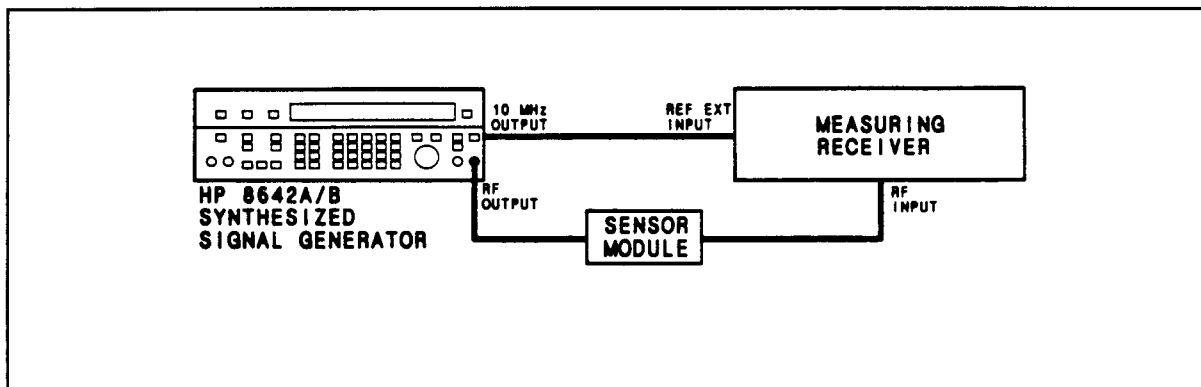 10 MHz
OUTPUT
REF EXT
INPUT
MEASURING
RECEIVER
HP 8642A/B
SYNTHESIZED
SIGNAL GENERATOR
RF
OUTPUT
SENSOR
MODULE
RF
INPUT